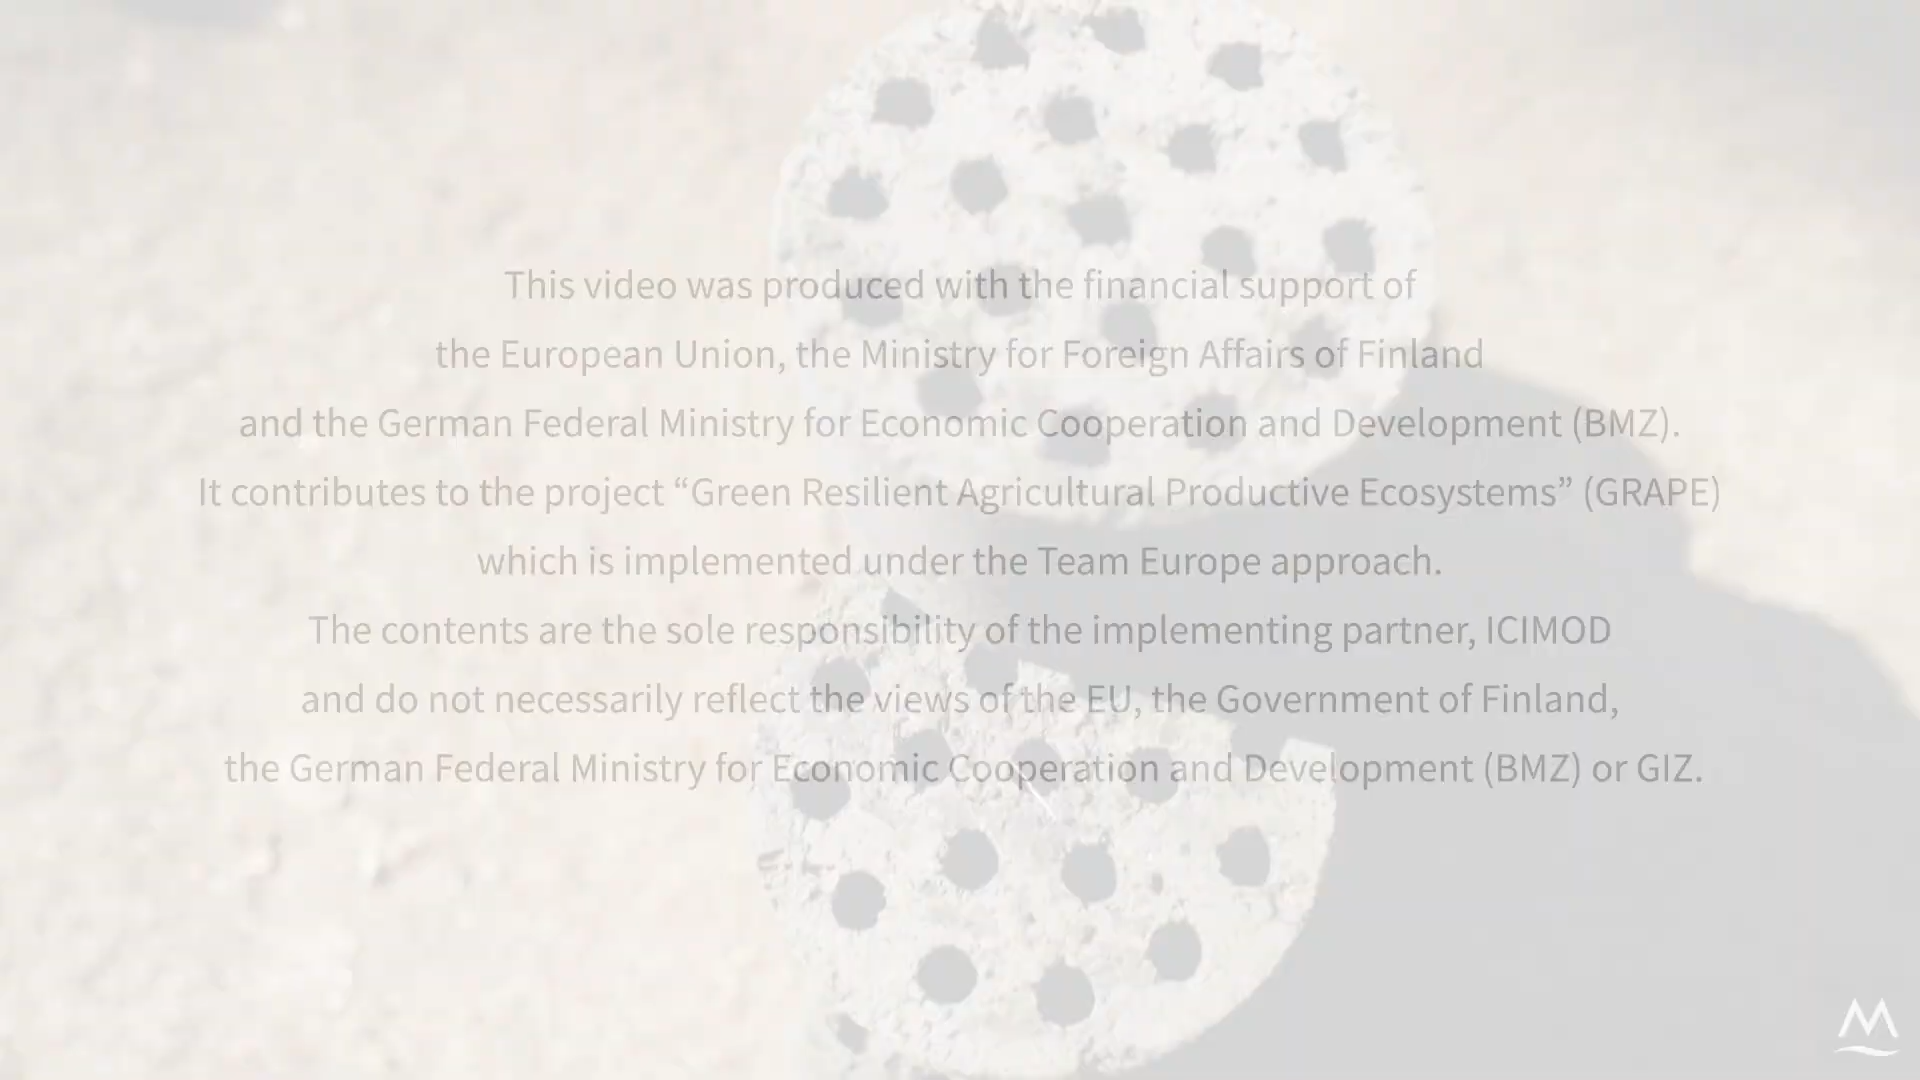 This video was produced with the financial support of
the European Union, the Ministry for Foreign Affairs of Finland
and the German Federal Ministry for Economic Cooperation and Development (BMZ).
It contributes to the project “Green Resilient Agricultural Productive Ecosystems” (GRAPE)
which is implemented under the Team Europe approach.
The contents are the sole responsibility of the implementing partner, ICIMOD
and do not necessarily reflect the views of the EU, the Government of Finland,
the German Federal Ministry for Economic Cooperation and Development (BMZ) or GIZ.